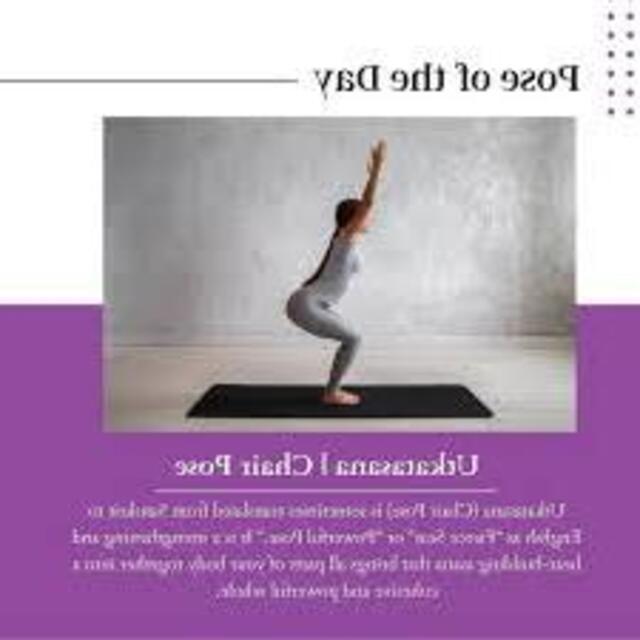 Pose of the Day
Utkatasana | Chair Pose
Utkatasana (Chair Pose) is sometimes translated from Sanskrit to
English as "Fierce Seat" or "Powerful Pose." It is a strengthening and
heat-building asana that brings all parts of your body together into a
cohesive and powerful whole.